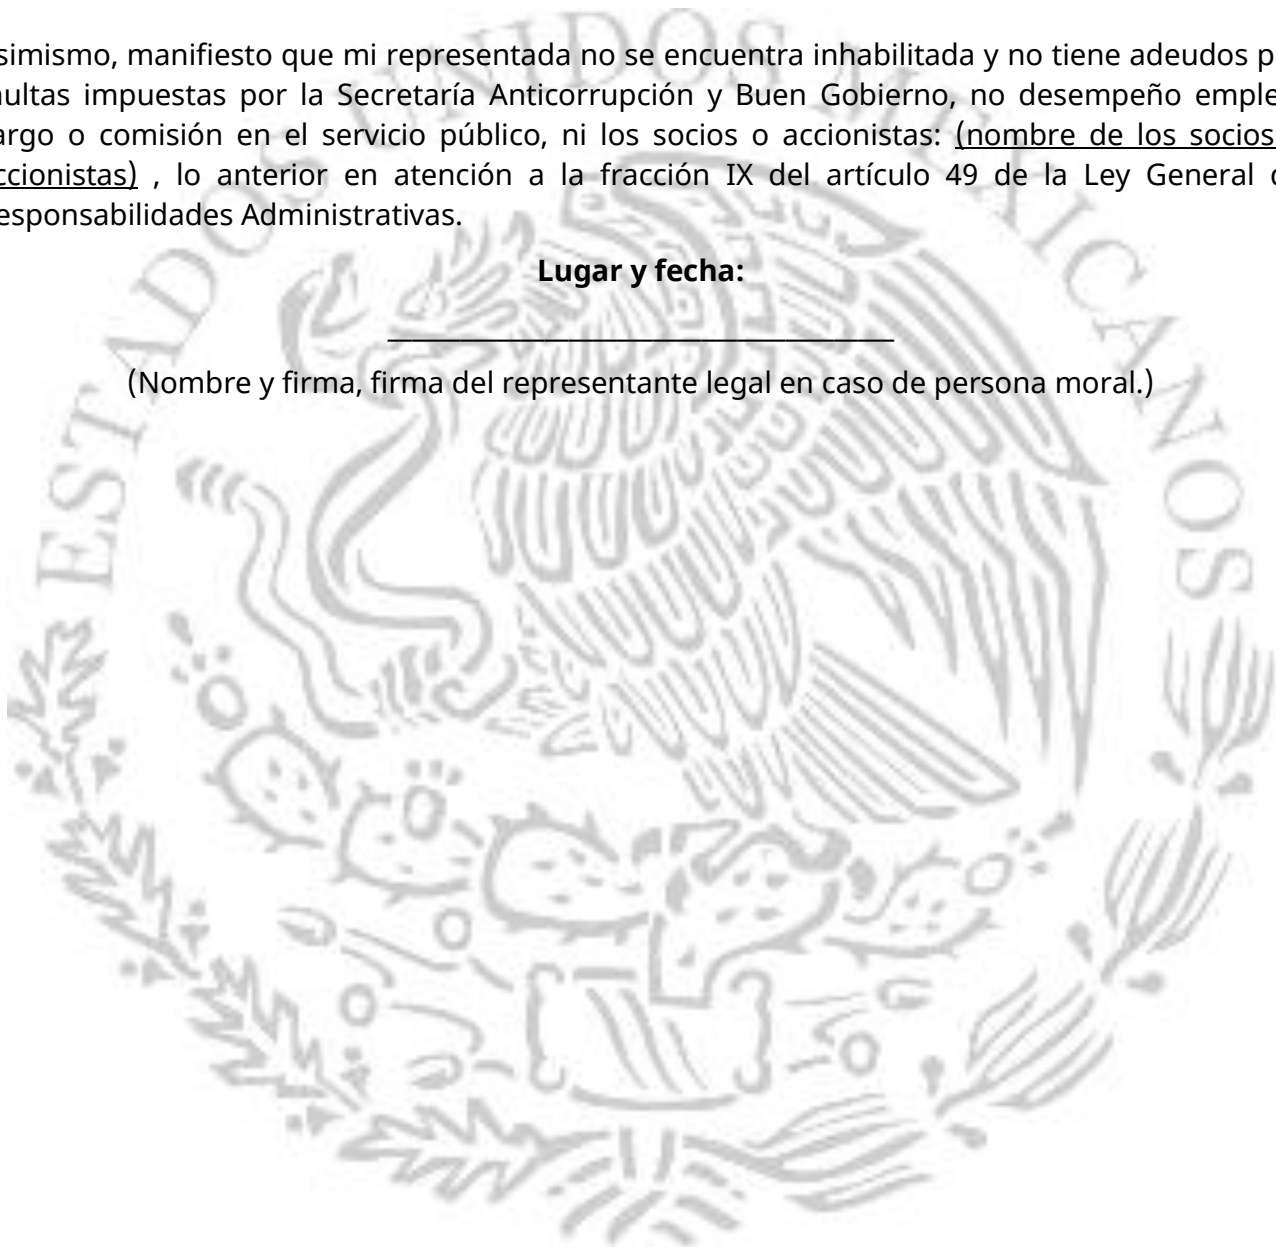 simismo, manifiesto que mi representada no se encuentra inhabilitada y no tiene adeudos p
ultas impuestas por la Secretaría Anticorrupción y Buen Gobierno, no desempeño emple
argo o comisión en el servicio público, ni los socios o accionistas: (nombre de los socios
ccionistas) , lo anterior en atención a la fracción IX del artículo 49 de la Ley General
esponsabilidades Administrativas.
Lugar y fecha:
(Nombre y firma, firma del representante legal en caso de persona moral.)
ESTADOS UNIDOS MEXICANOS